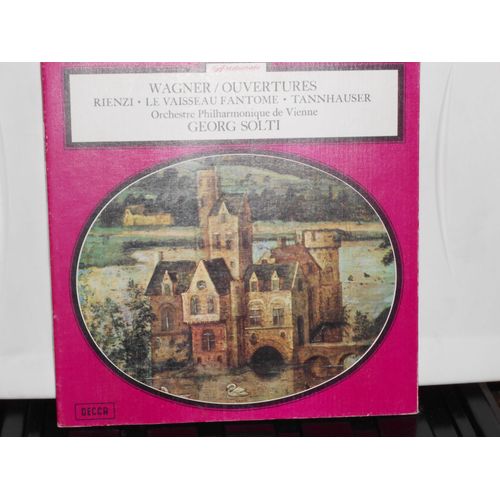 WAGNER / OUVERTURES
RIENZI • LE VAISSEAU FANTOME • TANNHAUSER
Orchestre Philharmonique de Vienne
GEORG SOLTI
DECCA